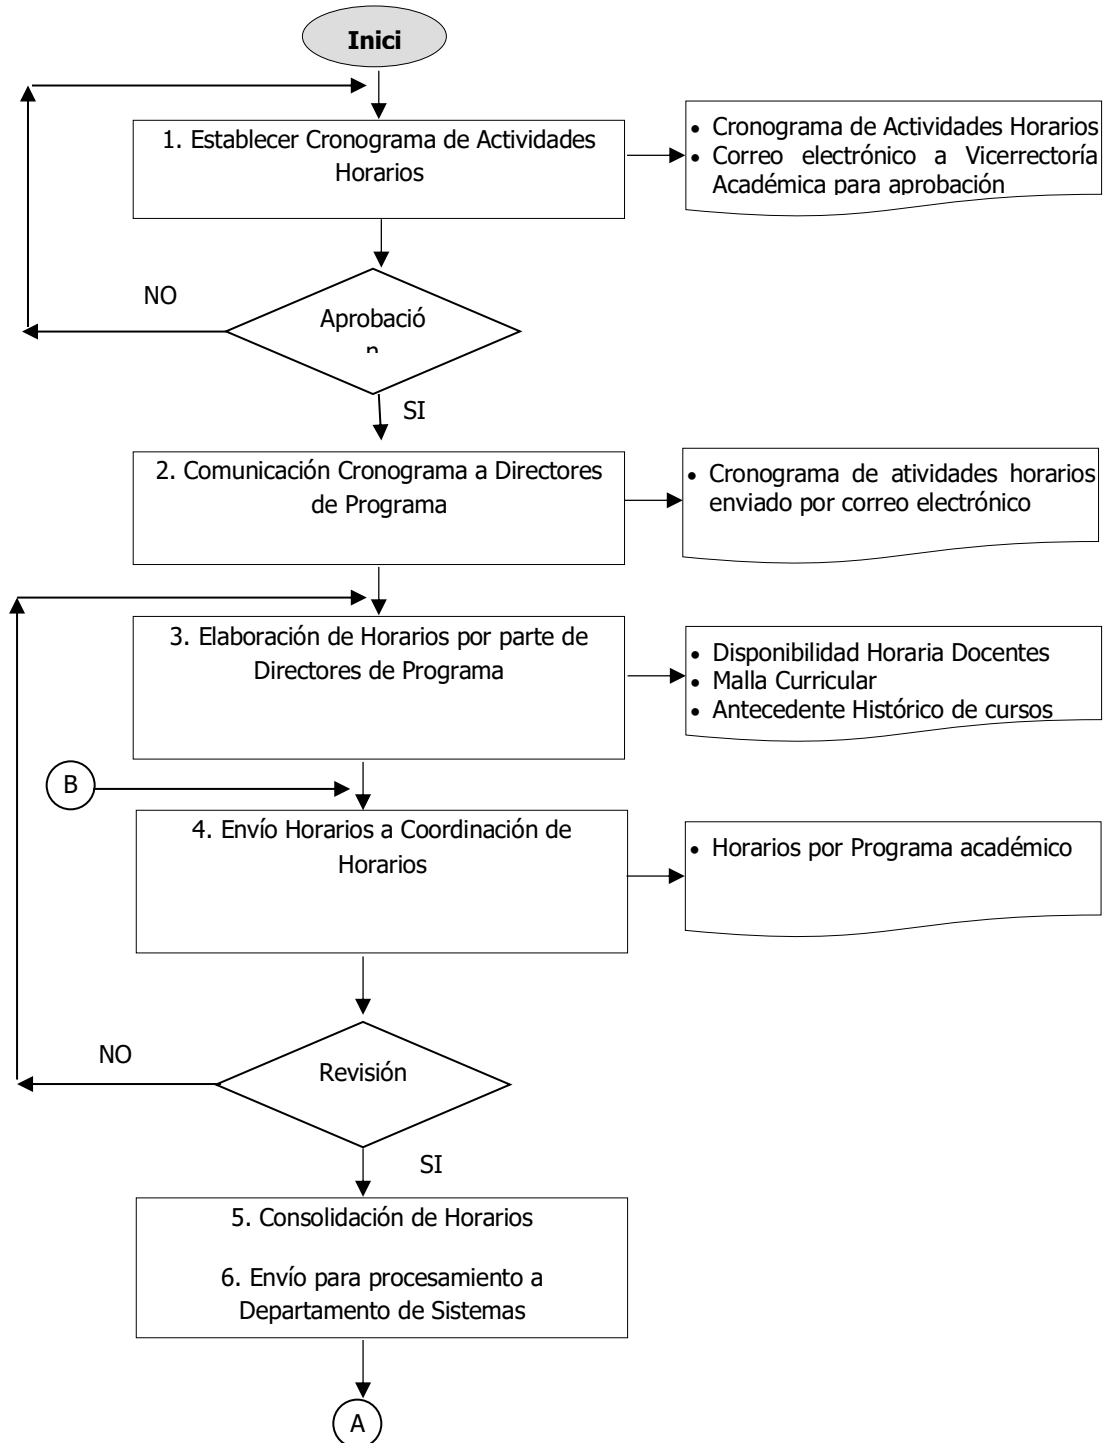 Inici
1. Establecer Cronograma de Actividades
Horarios
• Cronograma de Actividades Horarios
• Correo electrónico a Vicerrectoría
Académica para aprobación
NO
Aprobació
n
SI
2. Comunicación Cronograma a Directores
de Programa
• Cronograma de atividades horarios
enviado por correo electrónico
3. Elaboración de Horarios por parte de
Directores de Programa
• Disponibilidad Horaria Docentes
• Malla Curricular
• Antecedente Histórico de cursos
B
4. Envío Horarios a Coordinación de
Horarios
• Horarios por Programa académico
NO
Revisión
SI
5. Consolidación de Horarios
6. Envío para procesamiento a
Departamento de Sistemas
A